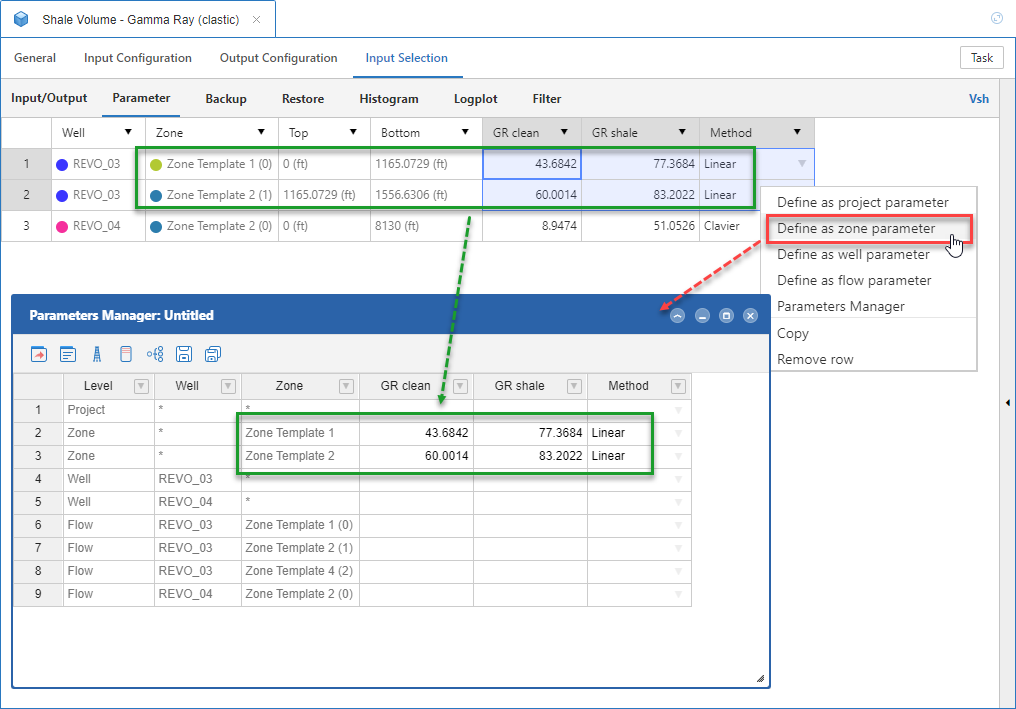 Shale Volume - Gamma Ray (clastic)
General Input Configuration Output Configuration Input Selection Task
Input/Output Parameter Backup Restore Histogram Logplot Filter Vsh
Well Zone Top Bottom GR clean GR shale Method
1 REVO_03 Zone Template 1 (0) 0 (ft) 1165.0729 (ft) 43.6842 77.3684 Linear
2 REVO_03 Zone Template 2 (1) 1165.0729 (ft) 1556.6306 (ft) 60.0014 83.2022 Linear
3 REVO_04 Zone Template 2 (0) 0 (ft) 8130 (ft) 8.9474 51.0526 Clavier
Define as project parameter
Define as zone parameter
Define as well parameter
Define as flow parameter
Parameters Manager
Copy
Remove row
Parameters Manager: Untitled
Level Well Zone GR clean GR shale Method
1 Project * *
2 Zone * Zone Template 1 43.6842 77.3684 Linear
3 Zone * Zone Template 2 60.0014 83.2022 Linear
4 Well REVO_03 *
5 Well REVO_04 *
6 Flow REVO_03 Zone Template 1 (0)
7 Flow REVO_03 Zone Template 2 (1)
8 Flow REVO_03 Zone Template 4 (2)
9 Flow REVO_04 Zone Template 2 (0)